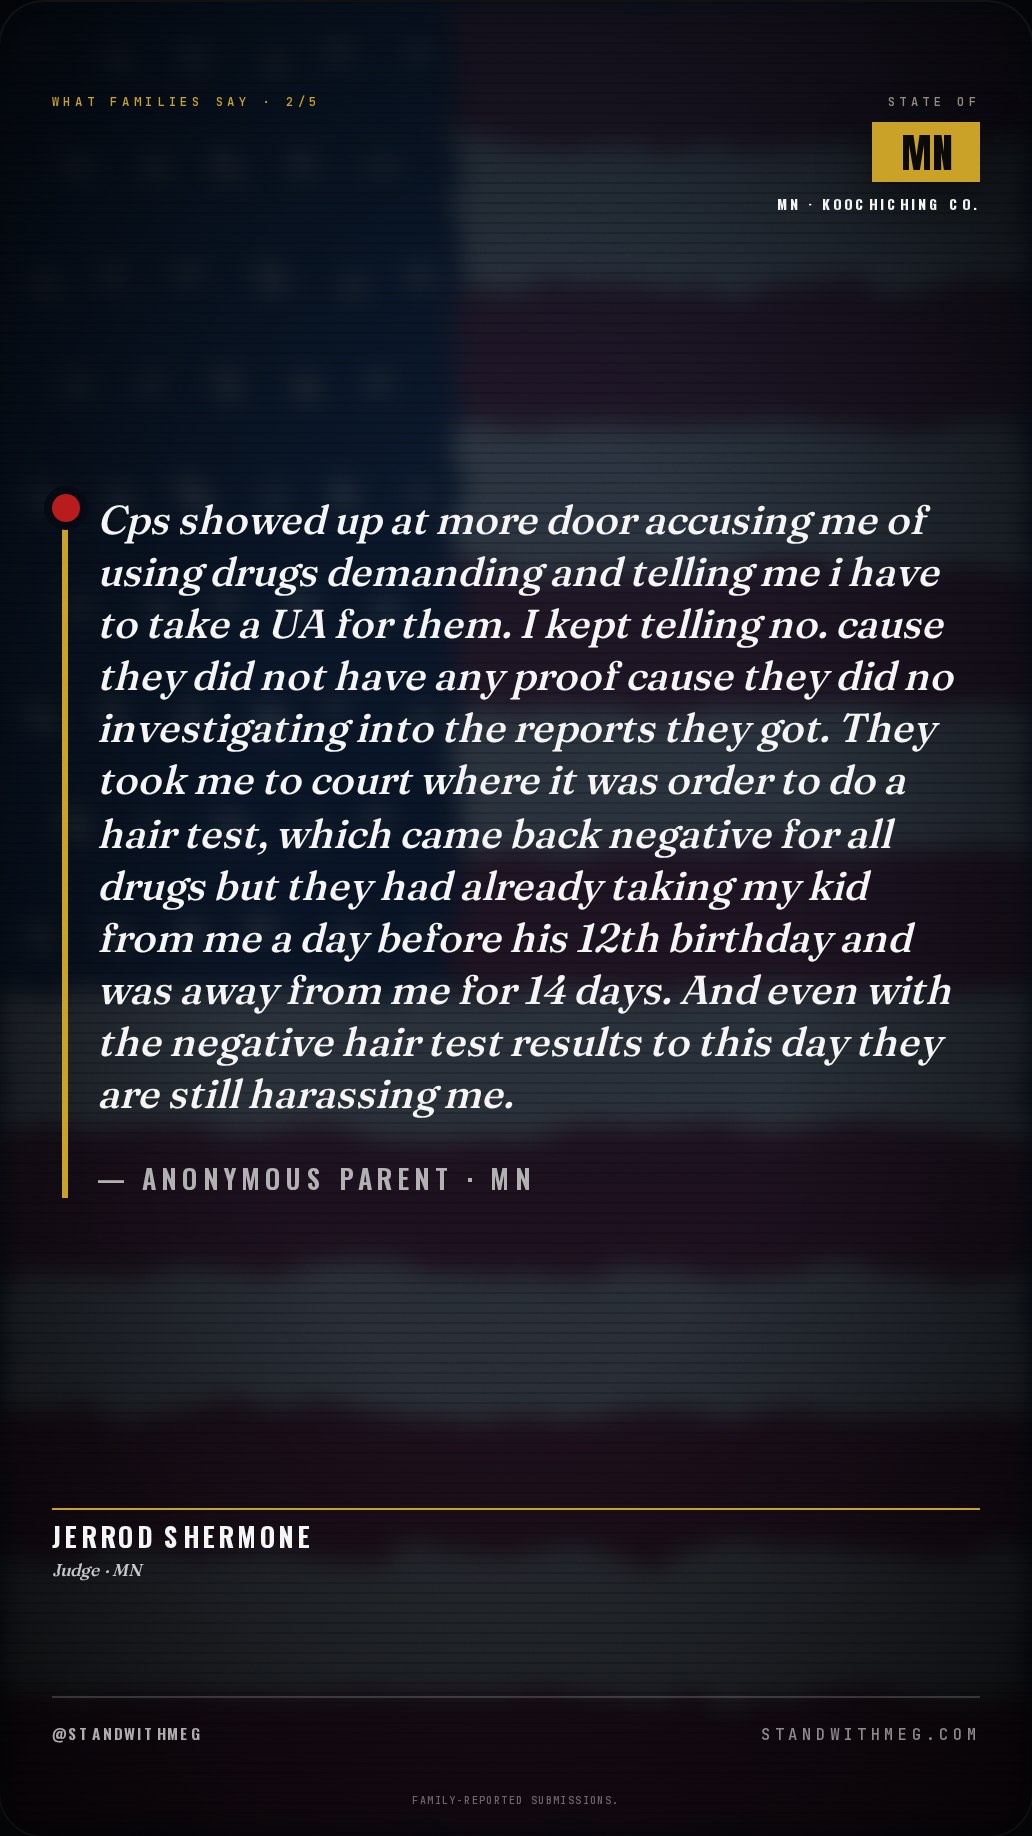 WHAT FAMILIES SAY · 2/5
STATE OF
MN
MN · KOOCHICHING CO.
Cps showed up at more door accusing me of
using drugs demanding and telling me i have
to take a UA for them. I kept telling no. cause
they did not have any proof cause they did no
investigating into the reports they got. They
took me to court where it was order to do a
hair test, which came back negative for all
drugs but they had already taking my kid
from me a day before his 12th birthday and
was away from me for 14 days. And even with
the negative hair test results to this day they
are still harassing me.
— ANONYMOUS PARENT · MN
JERROD SHERMONE
Judge · MN
@STANDWITHMEG
STANDWITHMEG.COM
FAMILY-REPORTED SUBMISSIONS.